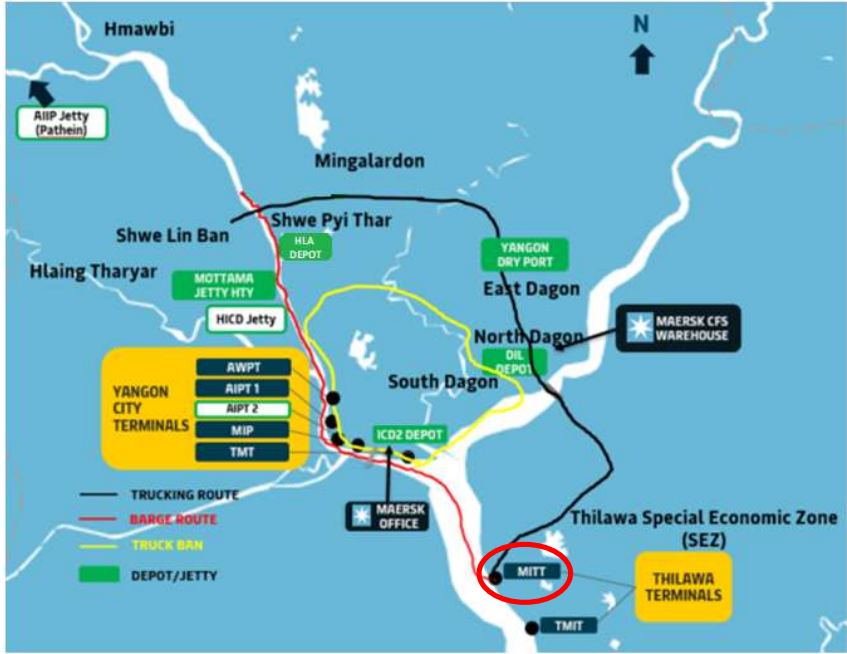 Hmawbi
N
AIIP Jetty
(Pathein)
Mingalardon
Shwe Pyi Thar
Shwe Lin Ban
HLA
DEPOT
YANGON
DRY PORT
Hlaing Tharyar
MOTTAMA
JETTY HTY
East Dagon
HICD Jetty
MAERSK CFS
WAREHOUSE
North Dagon
DIL
DEPOT
South Dagon
YANGON
CITY
TERMINALS
AWPT
AIPT 1
AIPT 2
MIP
TMT
ICD2 DEPOT
TRUCKING ROUTE
BARGE ROUTE
TRUCK BAN
DEPOT/JETTY
MAERSK
OFFICE
Thilawa Special Economic Zone
(SEZ)
MITT
THILAWA
TERMINALS
TMIT